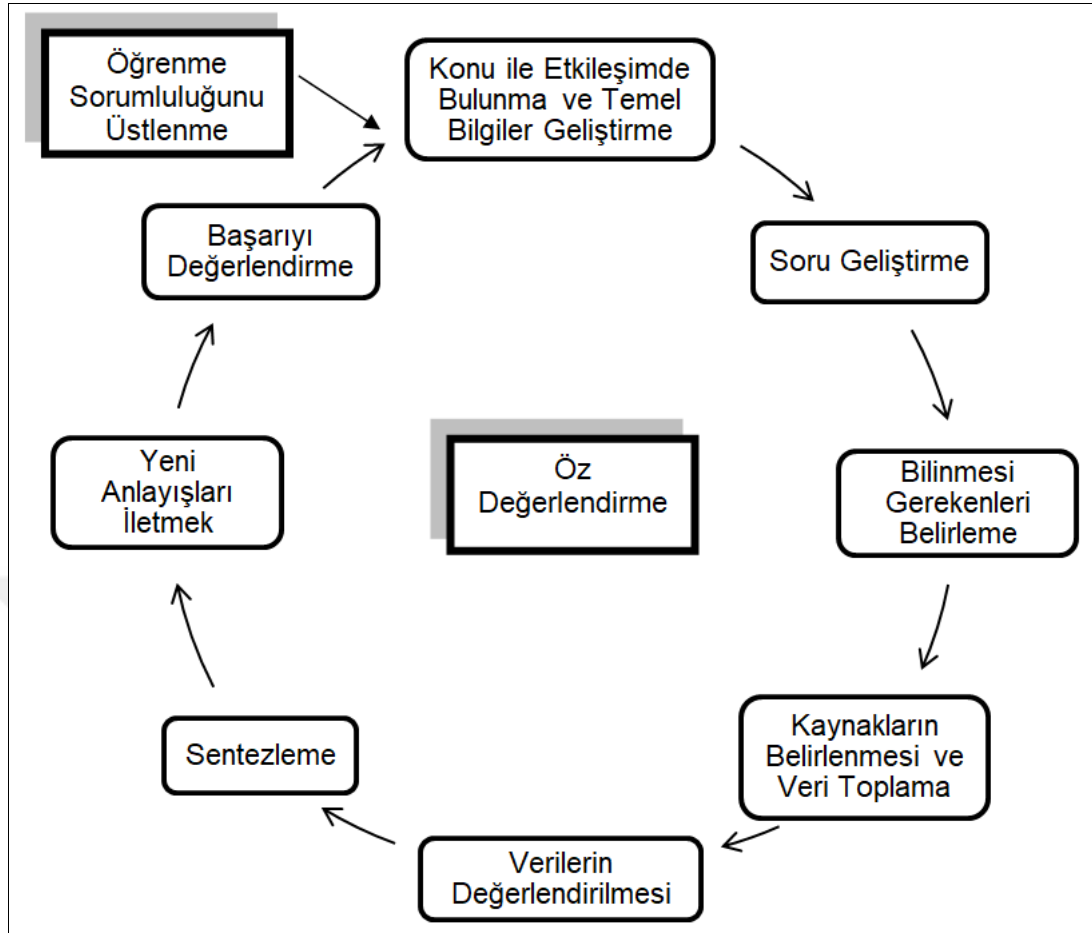 Öğrenme
Sorumluluğunu
Üstlenme
Konu ile Etkileşimde
Bulunma ve Temel
Bilgiler Geliştirme
Soru Geliştirme
Bilinmesi
Gerekenleri
Belirleme
Kaynakların
Belirlenmesi ve
Veri Toplama
Verilerin
Değerlendirilmesi
Sentezleme
Yeni
Anlayışları
İletmek
Başarıyı
Değerlendirme
Öz
Değerlendirme